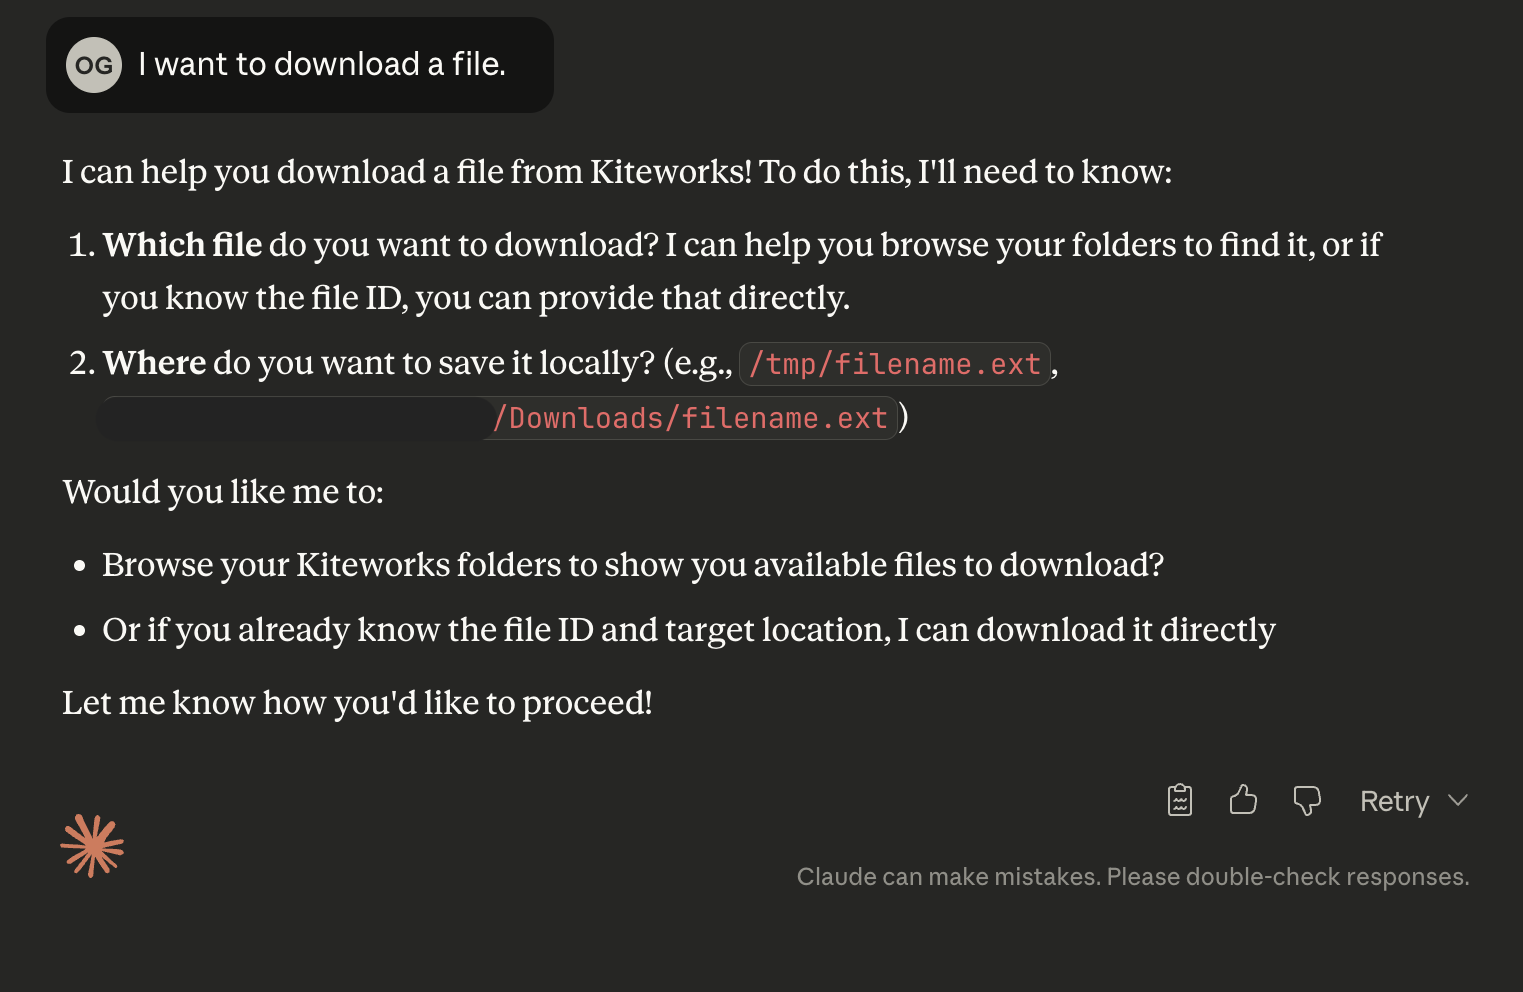 OG I want to download a file.
I can help you download a file from Kiteworks! To do this, I'll need to know:
1. Which file do you want to download? I can help you browse your folders to find it, or if
you know the file ID, you can provide that directly.
2. Where do you want to save it locally? (e.g., /tmp/filename.ext,
/Downloads/filename.ext)
Would you like me to:
• Browse your Kiteworks folders to show you available files to download?
• Or if you already know the file ID and target location, I can download it directly
Let me know how you'd like to proceed!
Retry
Claude can make mistakes. Please double-check responses.